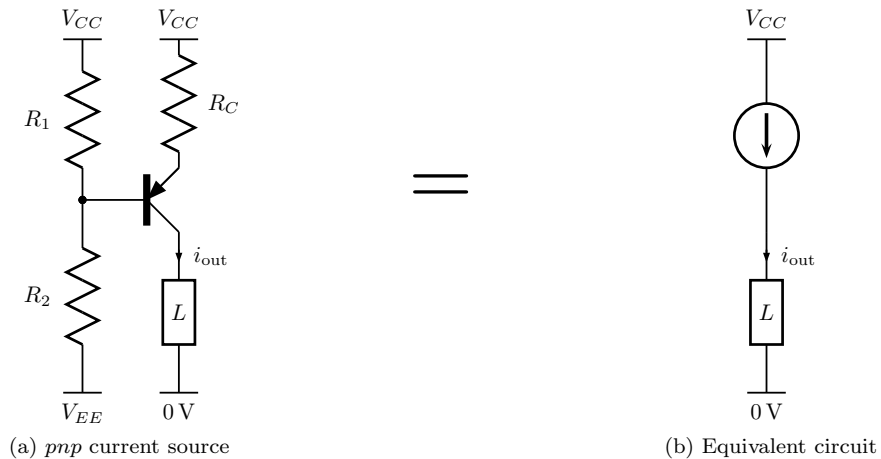 V_CC V_CC V_CC
R_1 R_C
i_out i_out
R_2 L L
V_EE 0 V 0 V
(a) pnp current source (b) Equivalent circuit